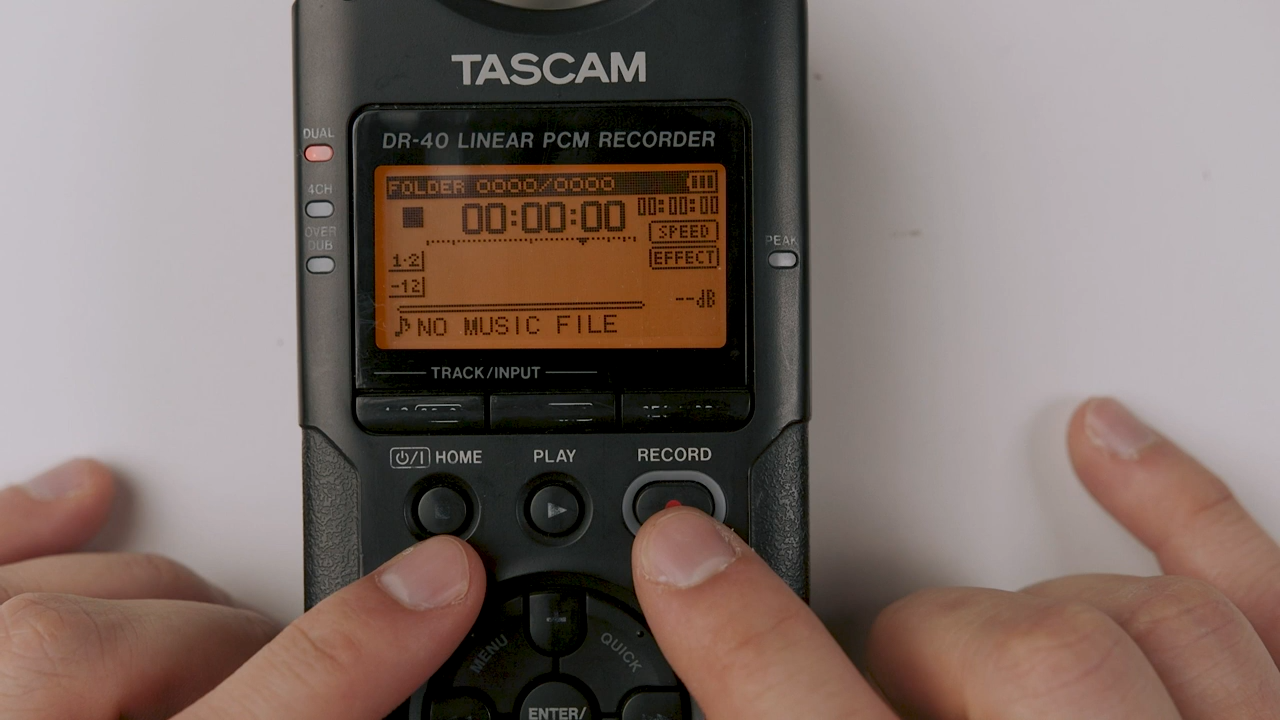 TASCAM
DR-40 LINEAR PCM RECORDER
DUAL
4CH
OVER
DUB
PEAK
FOLDER 0000/0000
00:00:00 00:00:00
SPEED
1·2 EFFECT
-12 --dB
NO MUSIC FILE
TRACK/INPUT
⏻/I HOME PLAY RECORD
MENU QUICK
ENTER/